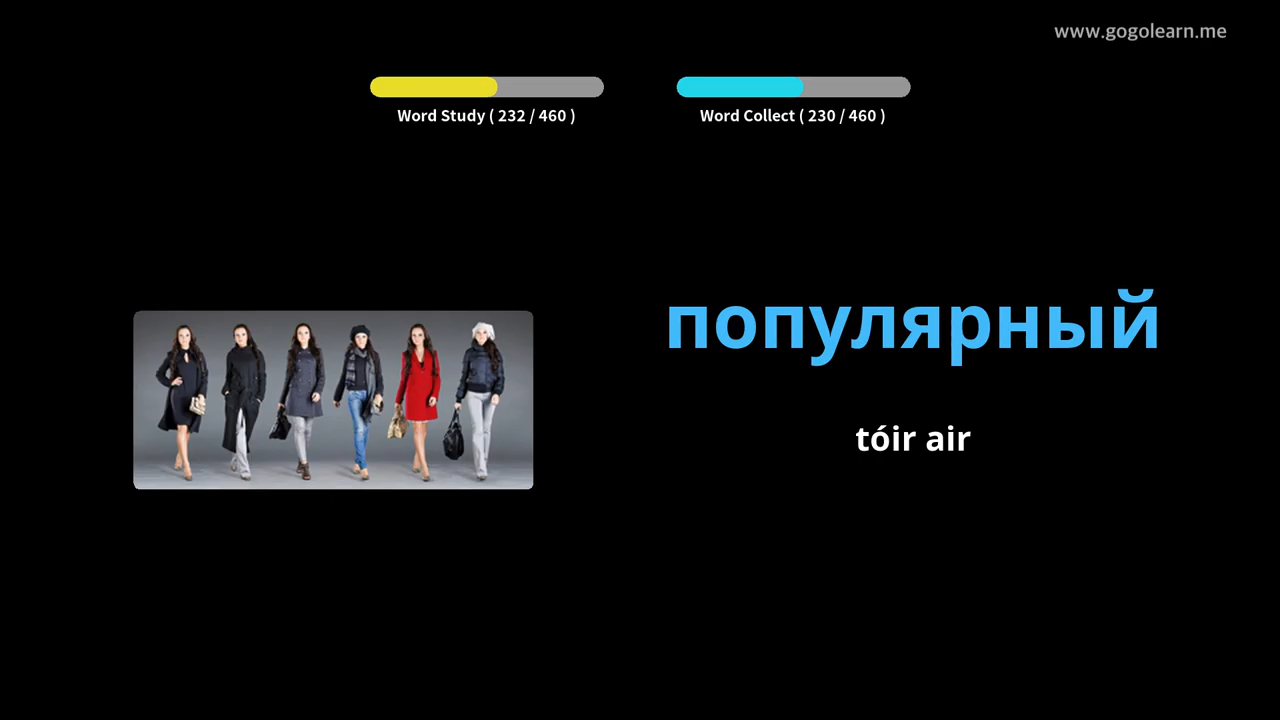 www.gogolearn.me
Word Study ( 232 / 460 )
Word Collect ( 230 / 460 )
популярный
tóir air